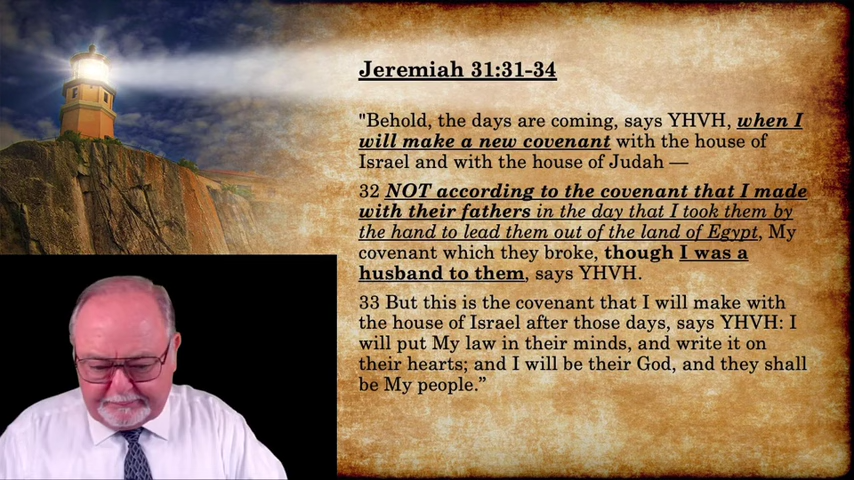 Jeremiah 31:31-34
"Behold, the days are coming, says YHVH, when I
will make a new covenant with the house of
Israel and with the house of Judah —
32 NOT according to the covenant that I made
with their fathers in the day that I took them by
the hand to lead them out of the land of Egypt, My
covenant which they broke, though I was a
husband to them, says YHVH.
33 But this is the covenant that I will make with
the house of Israel after those days, says YHVH: I
will put My law in their minds, and write it on
their hearts; and I will be their God, and they shall
be My people.”